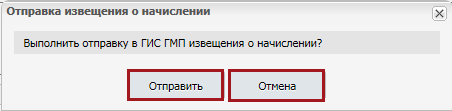 Отправка извещения о начислении
Выполнить отправку в ГИС ГМП извещения о начислении?
Отправить
Отмена